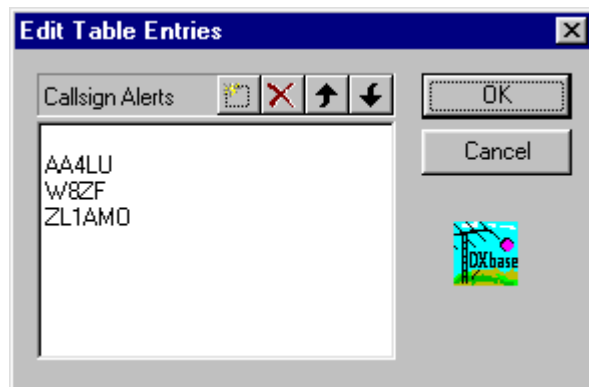 Edit Table Entries
Callsign Alerts
OK
Cancel
AA4LU
W8ZF
ZL1AMO
DXbase